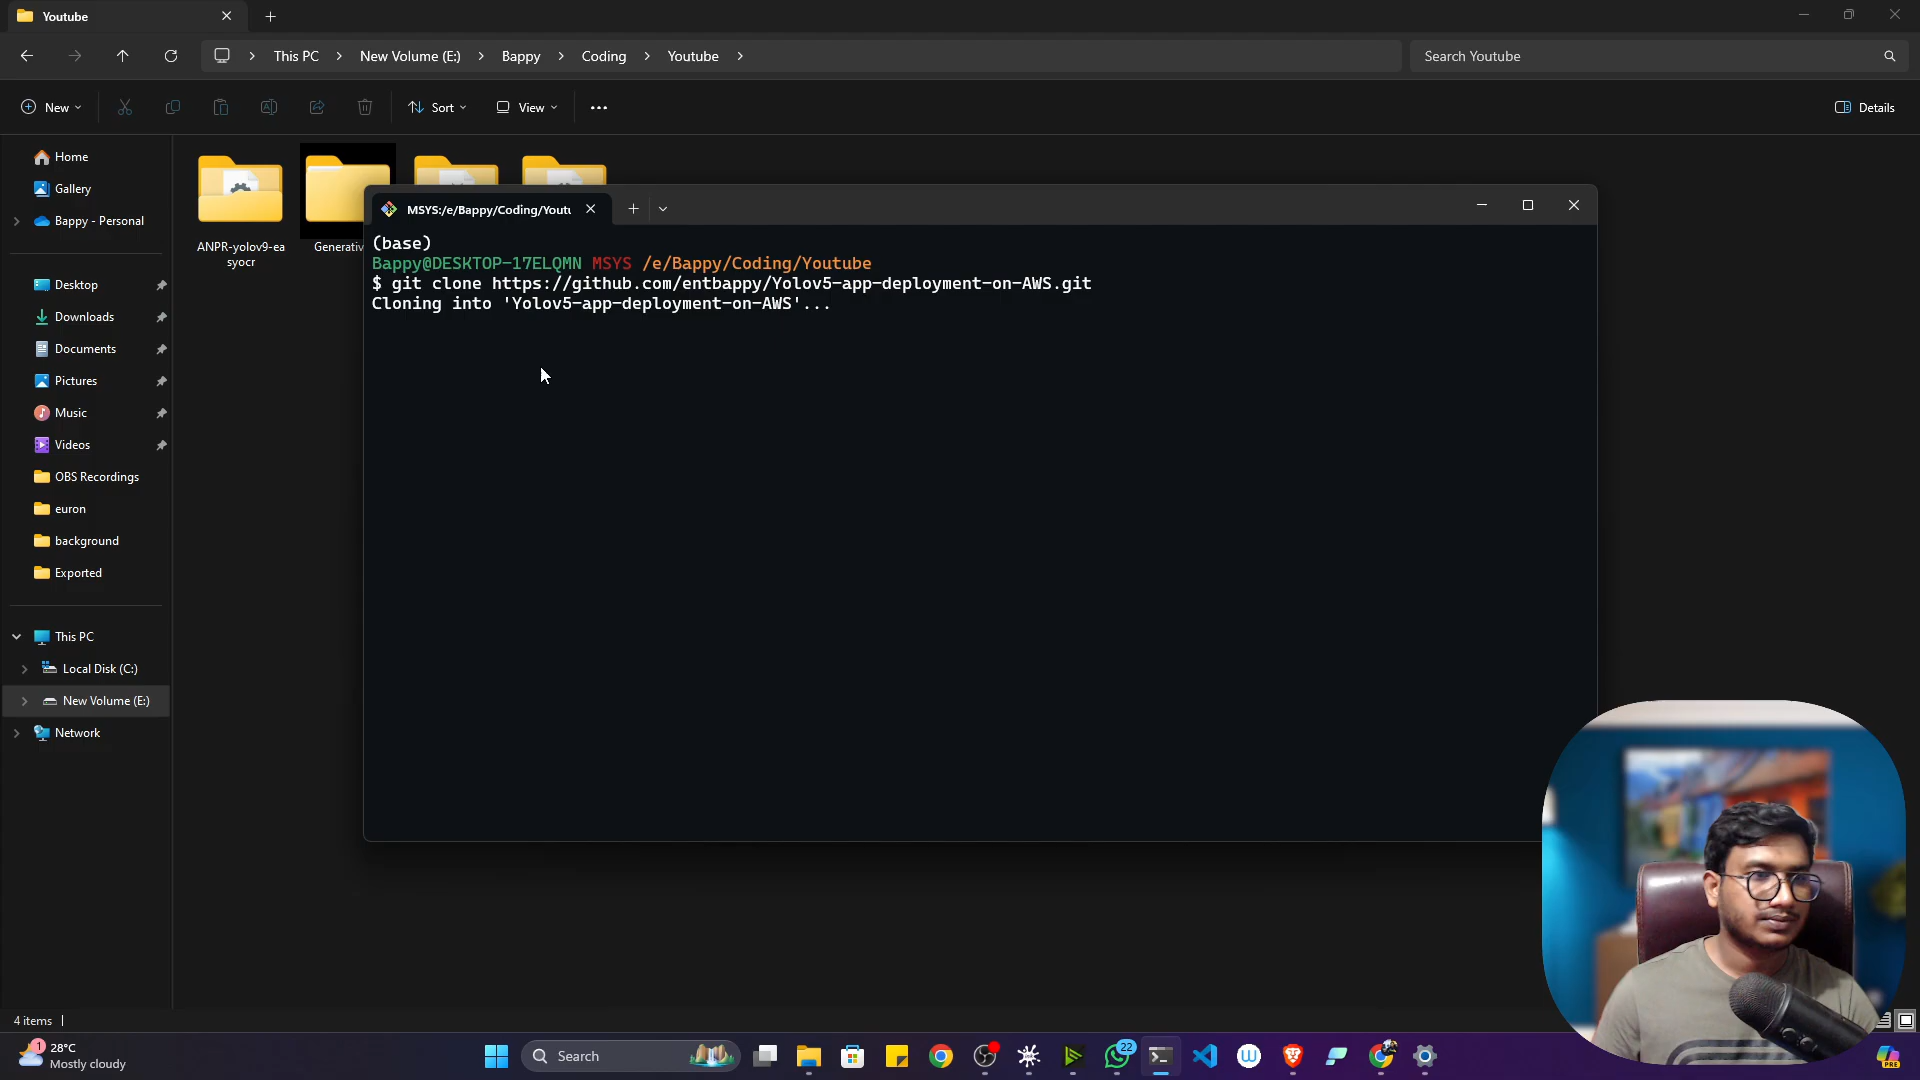 Youtube
This PC
New Volume (E:)
Bappy
Coding
Youtube
Search Youtube
New
Sort
View
Details
Home
Gallery
Bappy - Personal
Desktop
Downloads
Documents
Pictures
Music
Videos
OBS Recordings
euron
background
Exported
This PC
Local Disk (C:)
New Volume (E:)
Network
ANPR-yolov9-ea
syocr
Generativ
MSYS:/e/Bappy/Coding/Yout
(base)
Bappy@DESKTOP-17ELQMN MSYS /e/Bappy/Coding/Youtube
$ git clone https://github.com/entbappy/Yolov5-app-deployment-on-AWS.git
Cloning into 'Yolov5-app-deployment-on-AWS'...
4 items
1
28°C
Mostly cloudy
Search
22
PRE